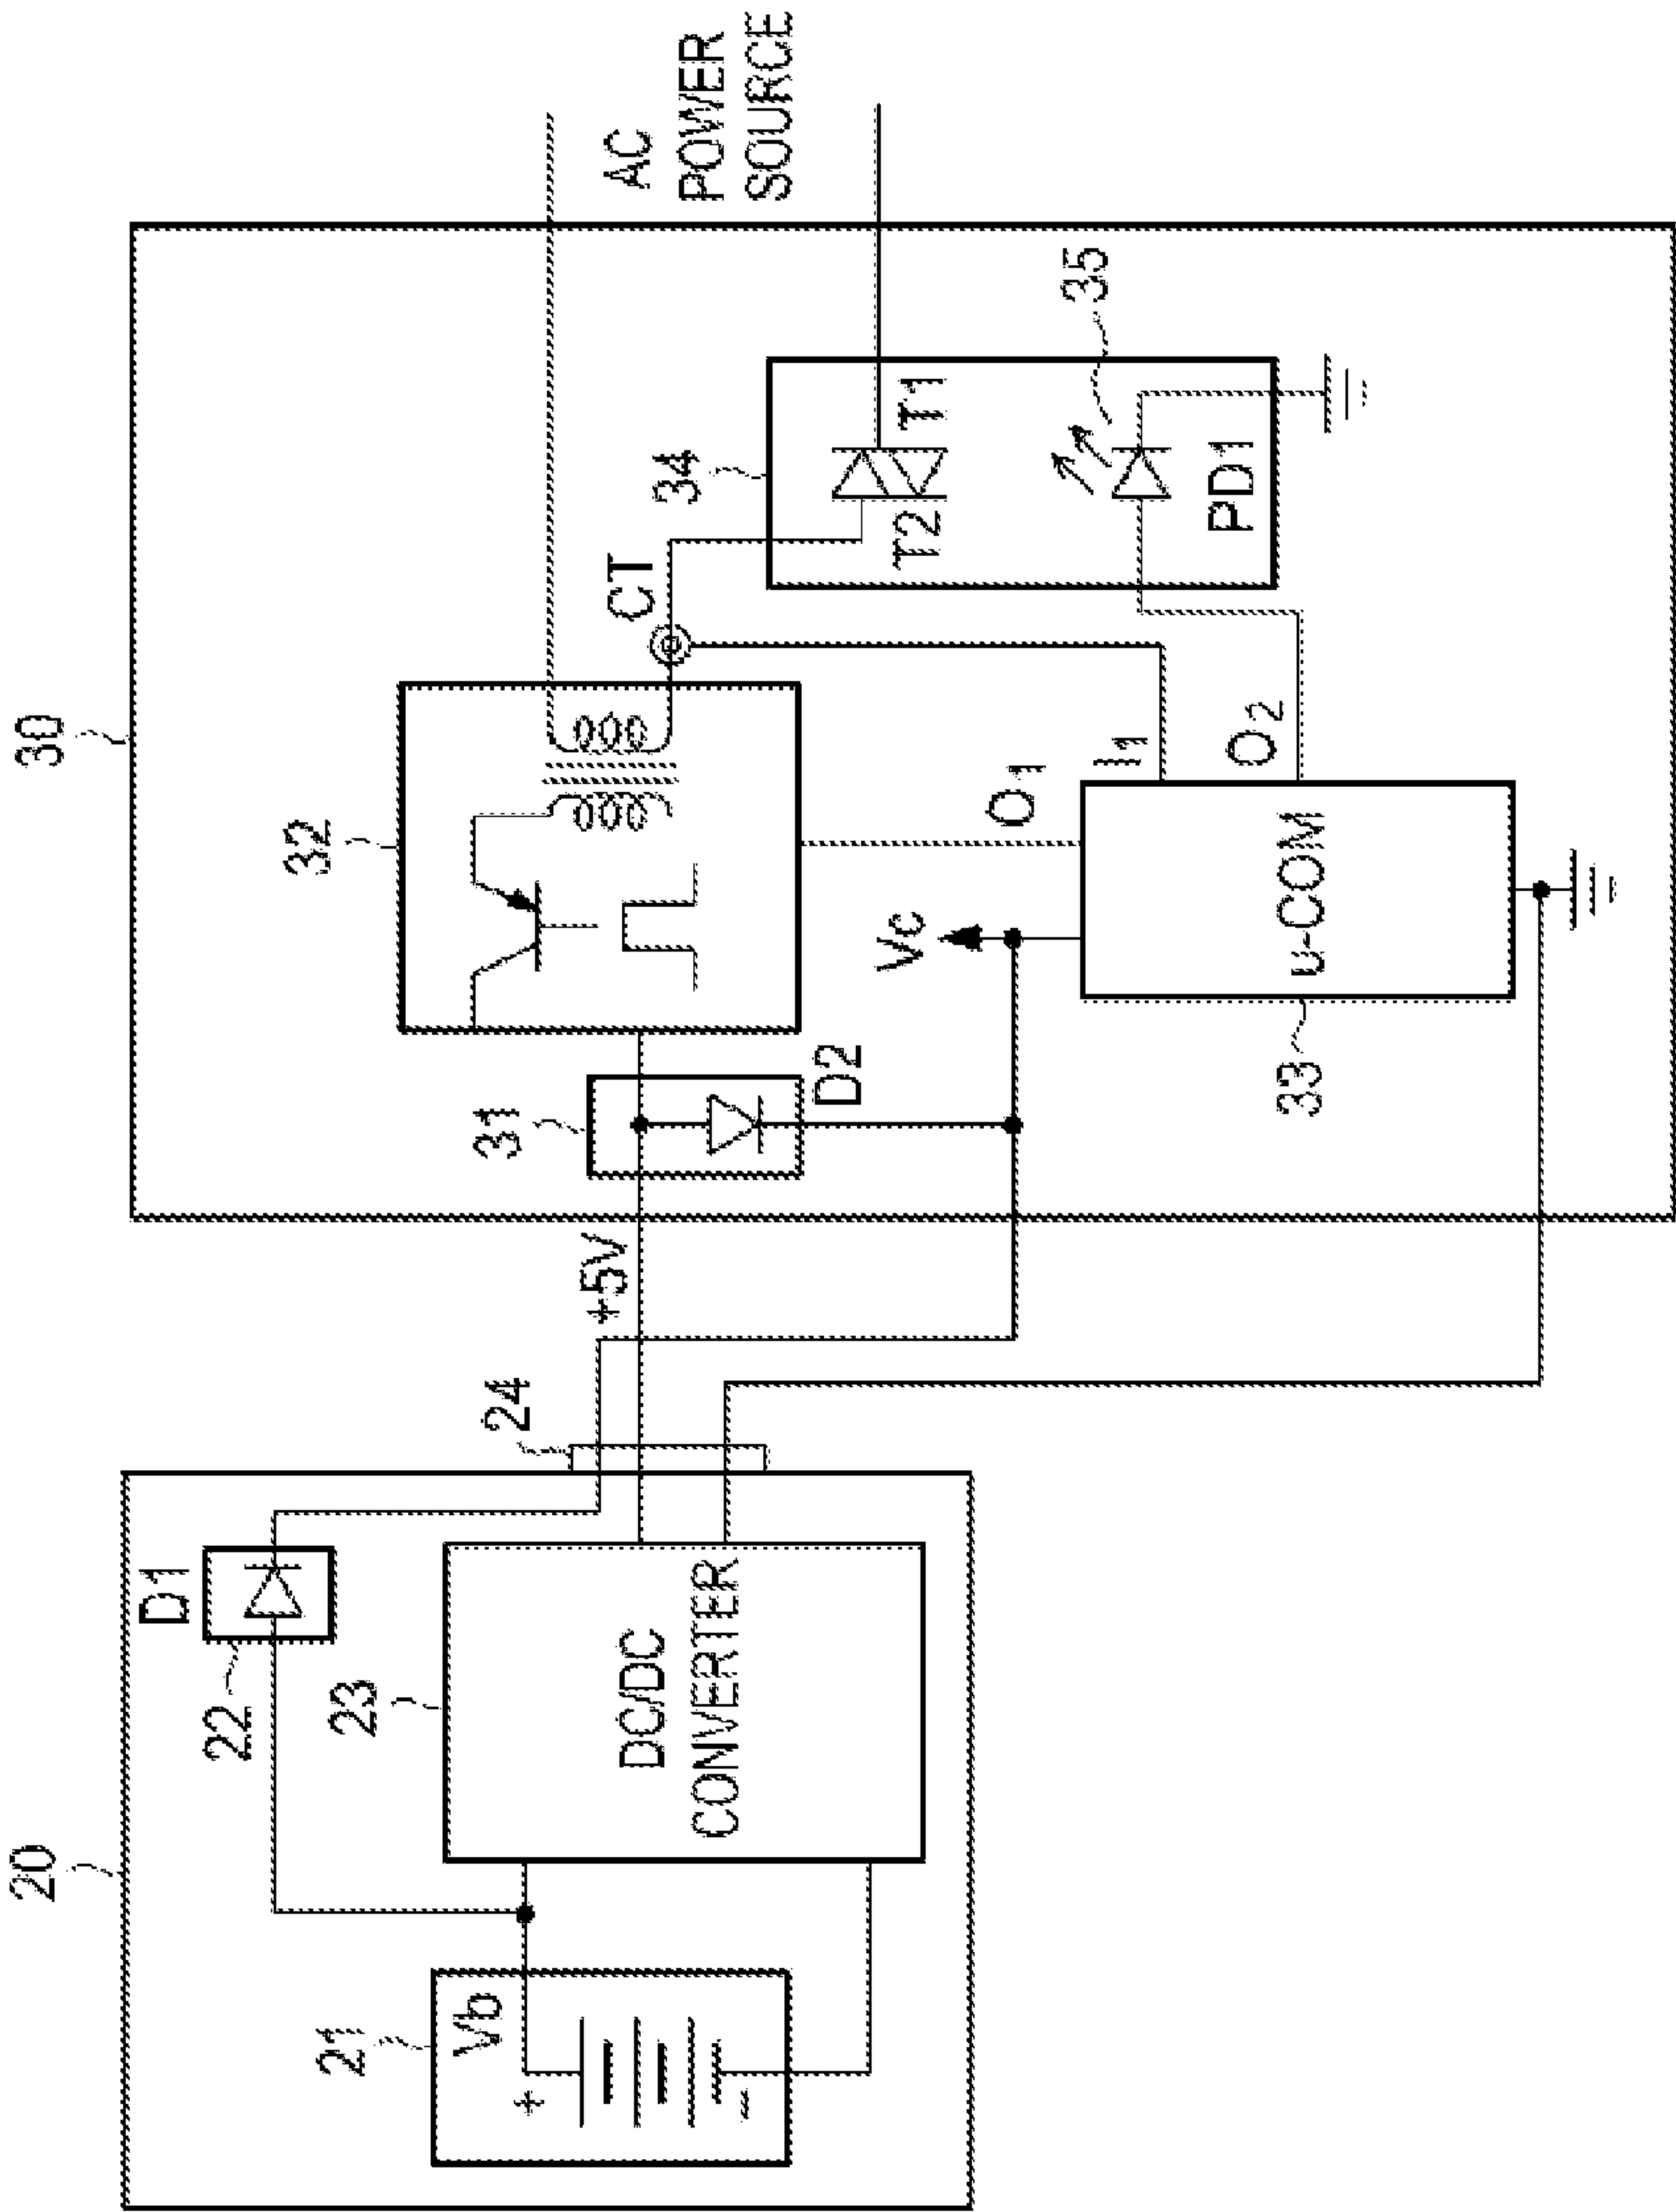 20
21
Vb
+
−
22
D1
23
DC/DC
CONVERTER
24
+5V
30
31
D2
32
CT
Vc
O1
I1
O2
33
u-COM
34
T2
T1
35
PD1
AC
POWER
SOURCE